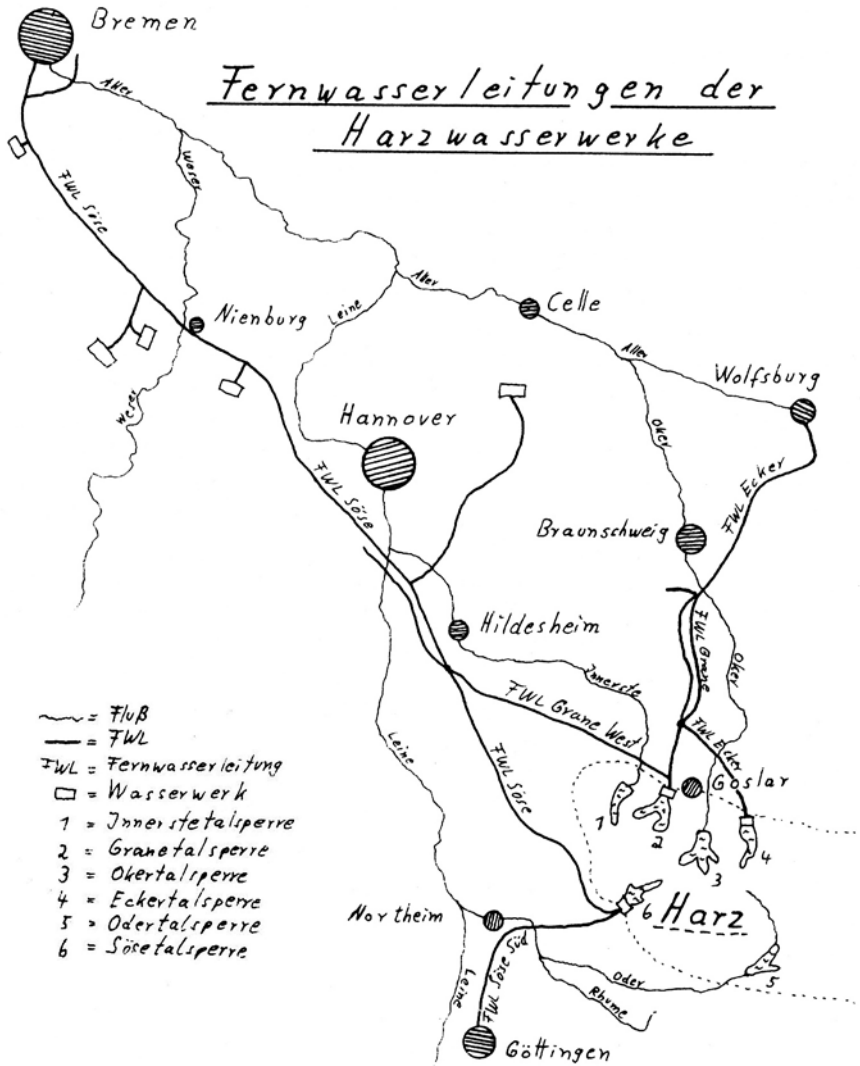 Bremen
Fernwasserleitungen der
Harzwasserwerke
Aller
Weser
FWL Söse
Nienburg
Leine
Aller
Celle
Aller
Wolfsburg
Weser
Hannover
Oker
FWL Söse
FWL Ecker
Braunschweig
Hildesheim
FWL Grane
Oker
Innerste
FWL Grane West
FWL Ecker
Leine
FWL Söse
Goslar
~ = Fluß
— = FWL
FWL = Fernwasserleitung
▭ = Wasserwerk
1 = Innerstetalsperre
2 = Granetalsperre
3 = Okertalsperre
4 = Eckertalsperre
5 = Odertalsperre
6 = Sösetalsperre
1
2
3
4
Northeim
6
Harz
5
Oder
Rhume
Leine
FWL Söse Süd
Göttingen